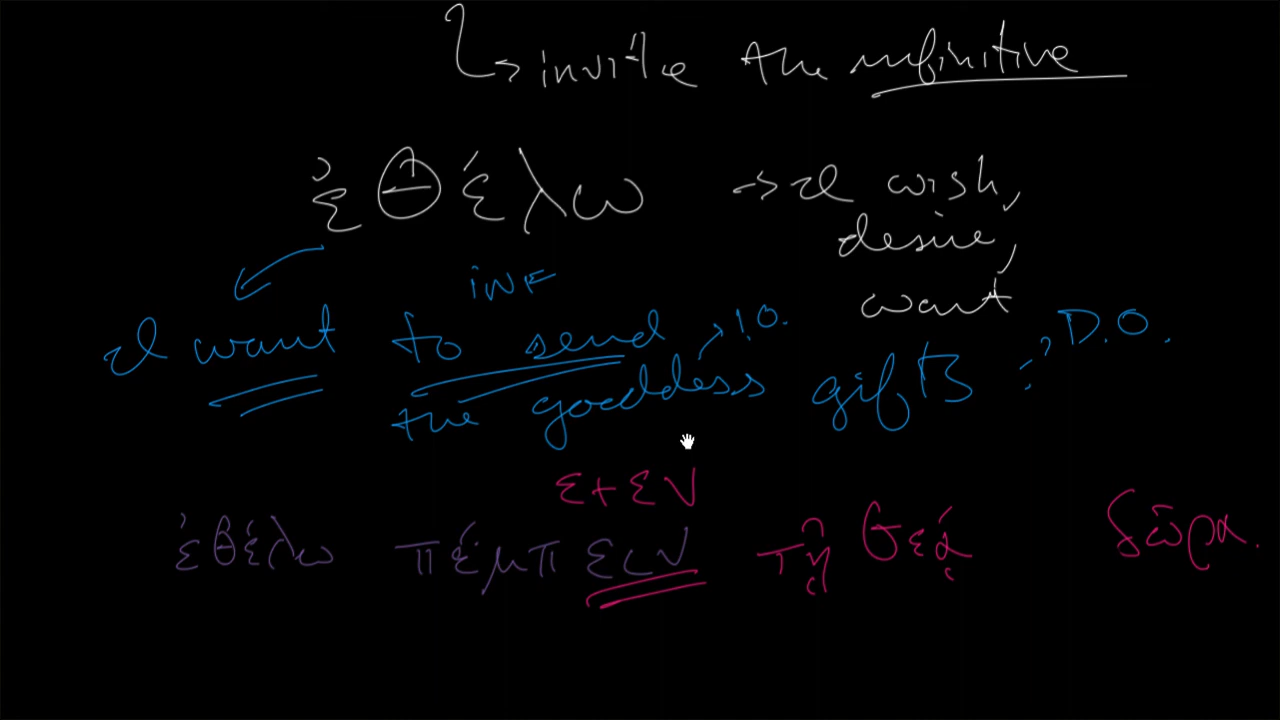 ↳ invite the infinitive
ἐθέλω → I wish,
desire,
want
INF
I want to send → I.O.
the goddess gifts → D.O.
ε + εν
ἐθέλω πέμπειν τῇ θεᾴ δῶρα.